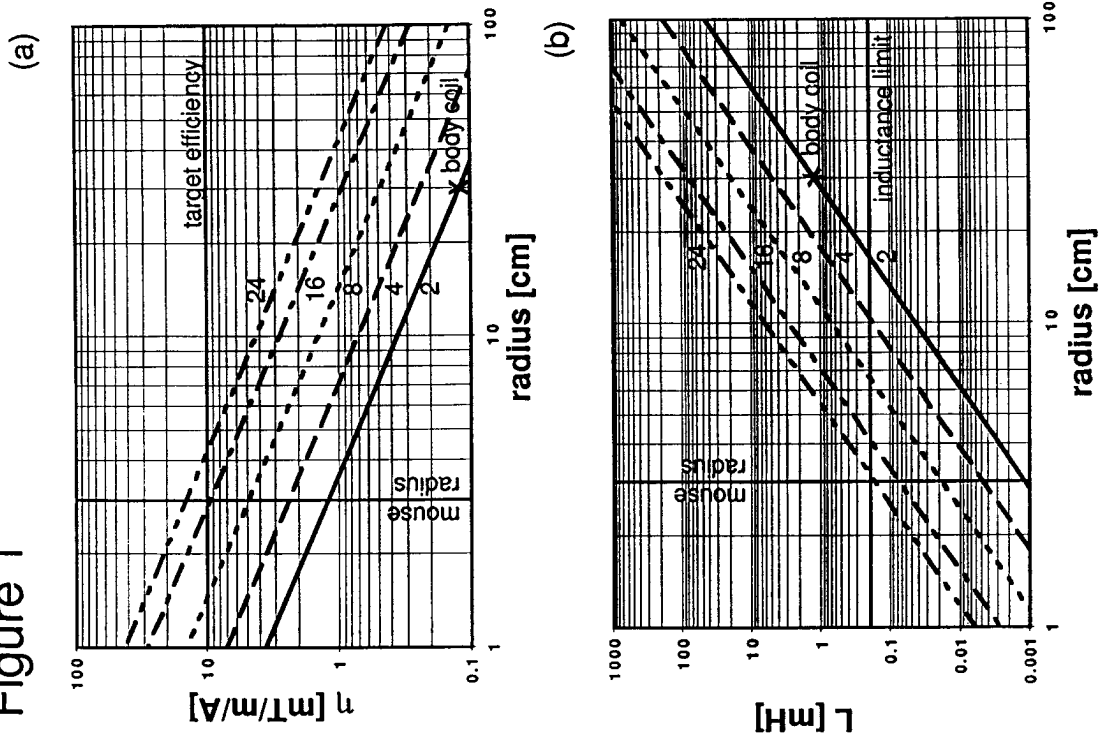 Figure 1
(a)
100
10
1
0.1
η [mT/m/A]
target efficiency
24
16
8
4
2
mouse
radius
body coil
1
10
100
radius [cm]
(b)
1000
100
10
1
0.1
0.01
0.001
L [mH]
24
16
8
4
2
mouse
radius
body coil
inductance limit
1
10
100
radius [cm]